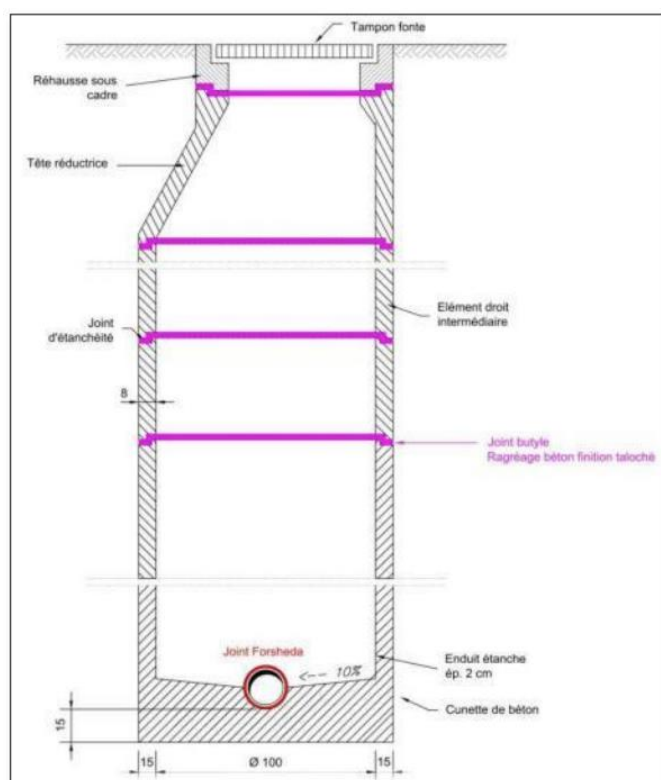 Tampon fonte
Réhausse sous
cadre
Tête réductrice
Joint
d'étanchèité
Elément droit
intermédiaire
8
Joint butyle
Ragréage béton finition taloché
Joint Forsheda
<-- 10%
Enduit étanche
ép. 2 cm
Cunette de béton
15
15
Ø 100
15